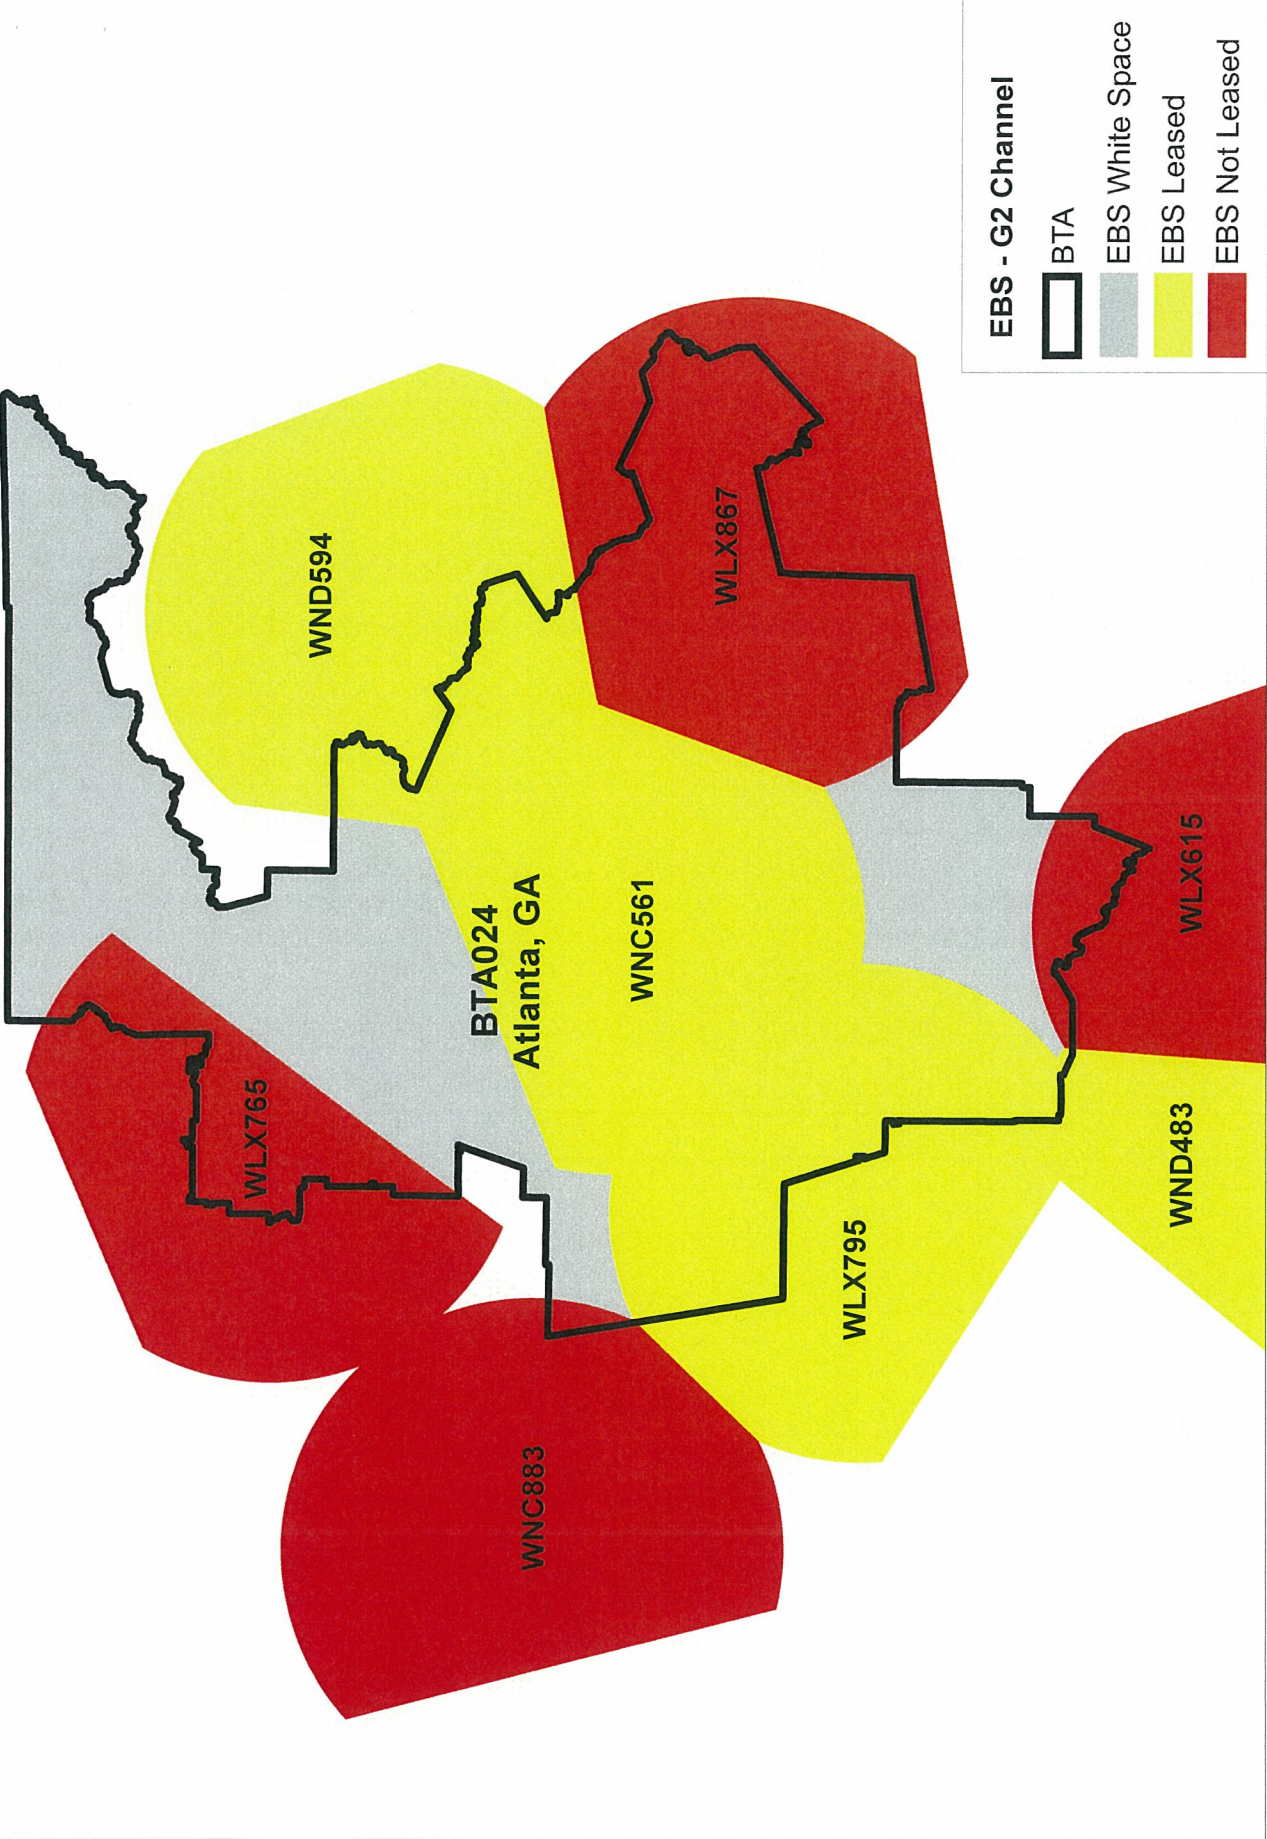 WLX765
WND594
BTA024
Atlanta, GA
WNC883
WNC561
WLX867
WLX795
WND483
WLX615
EBS - G2 Channel
BTA
EBS White Space
EBS Leased
EBS Not Leased